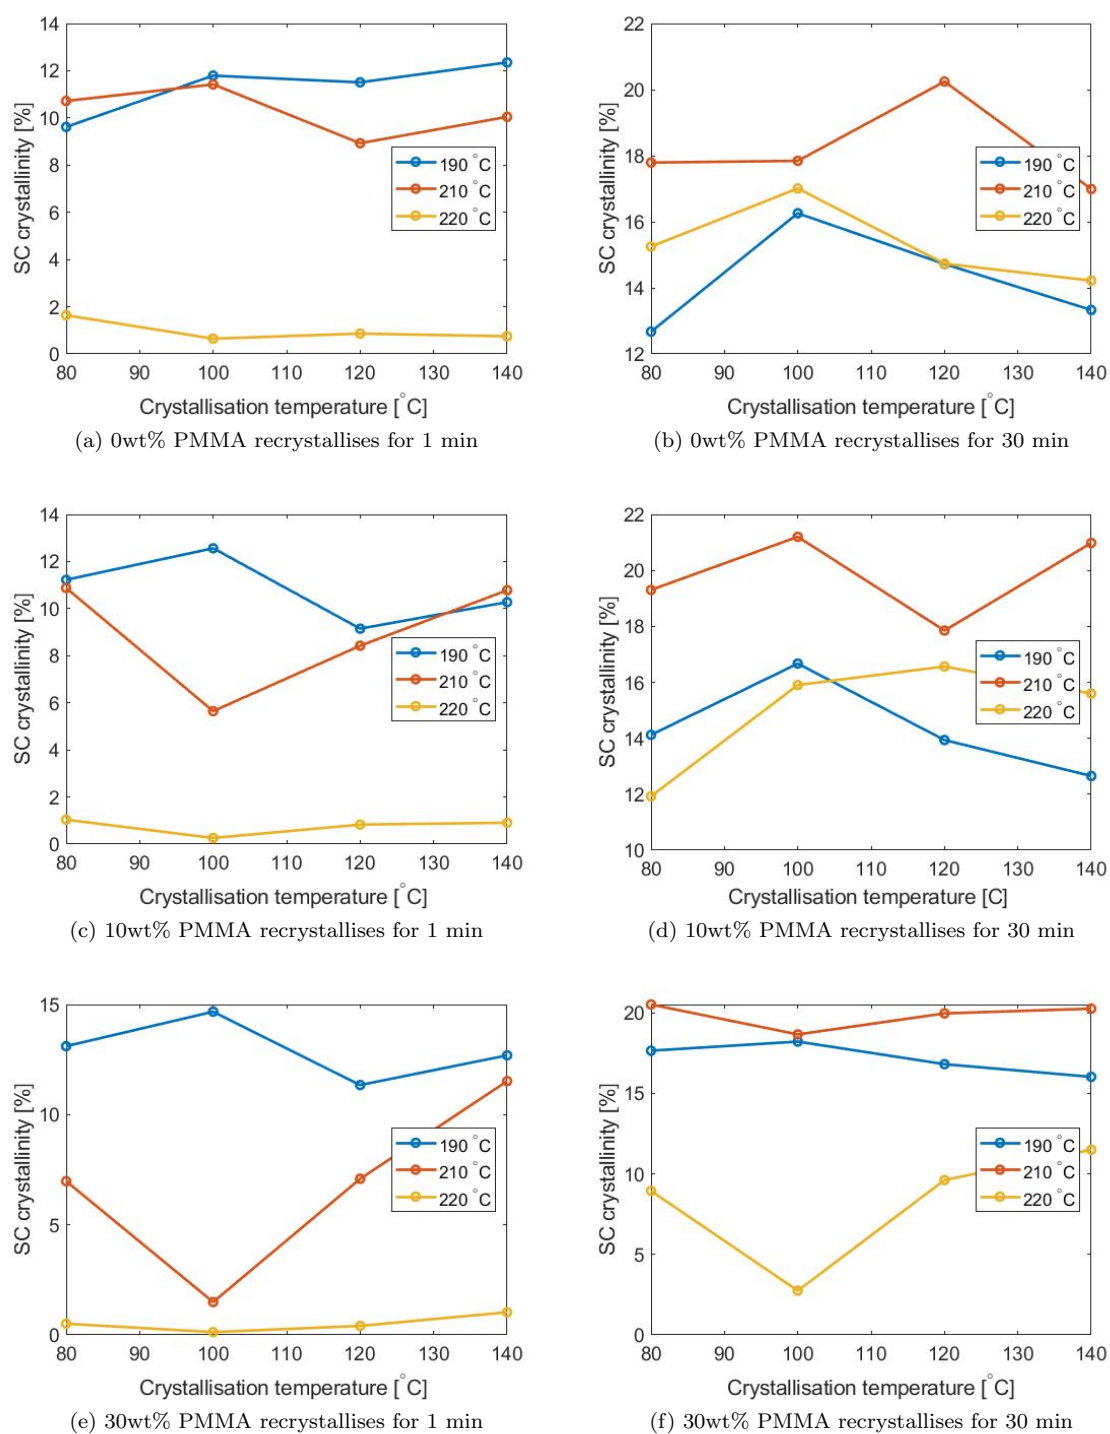 14
12
10
8
6
4
2
0
SC crystallinity [%]
190 °C
210 °C
220 °C
80 90 100 110 120 130 140
Crystallisation temperature [°C]
(a) 0wt% PMMA recrystallises for 1 min
22
20
18
16
14
12
SC crystallinity [%]
190 °C
210 °C
220 °C
80 90 100 110 120 130 140
Crystallisation temperature [°C]
(b) 0wt% PMMA recrystallises for 30 min
14
12
10
8
6
4
2
0
SC crystallinity [%]
190 °C
210 °C
220 °C
80 90 100 110 120 130 140
Crystallisation temperature [°C]
(c) 10wt% PMMA recrystallises for 1 min
22
20
18
16
14
12
10
SC crystallinity [%]
190 °C
210 °C
220 °C
80 90 100 110 120 130 140
Crystallisation temperature [C]
(d) 10wt% PMMA recrystallises for 30 min
15
10
5
0
SC crystallinity [%]
190 °C
210 °C
220 °C
80 90 100 110 120 130 140
Crystallisation temperature [°C]
(e) 30wt% PMMA recrystallises for 1 min
20
15
10
5
0
SC crystallinity [%]
190 °C
210 °C
220 °C
80 90 100 110 120 130 140
Crystallisation temperature [°C]
(f) 30wt% PMMA recrystallises for 30 min